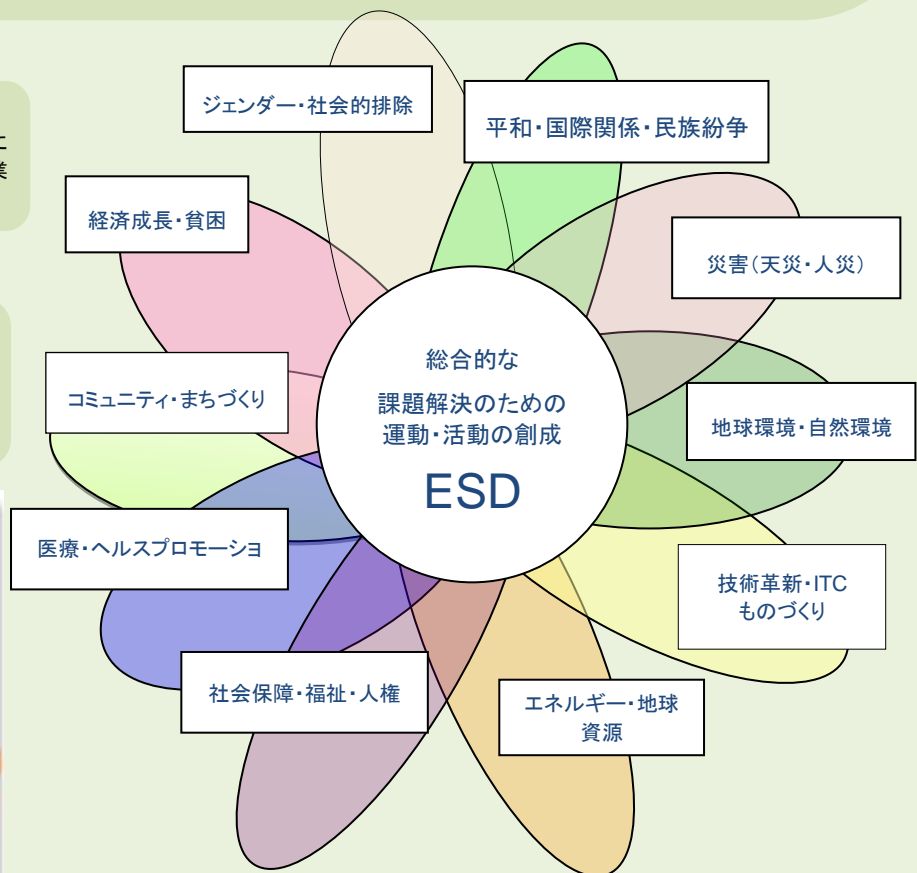 ジェンダー・社会的排除
平和・国際関係・民族紛争
業
経済成長・貧困
災害(天災・人災)
総合的な
課題解決のための
運動・活動の創成
ESD
コミュニティ・まちづくり
地球環境・自然環境
医療・ヘルスプロモーショ
技術革新・ITC
ものづくり
社会保障・福祉・人権
エネルギー・地球
資源